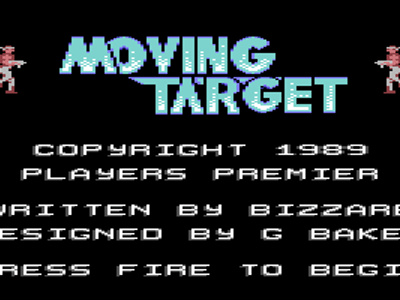 MOVING
TARGET
COPYRIGHT 1989
PLAYERS PREMIER
WRITTEN BY BIZZARE
ESIGNED BY G BAKE
RESS FIRE TO BEGI